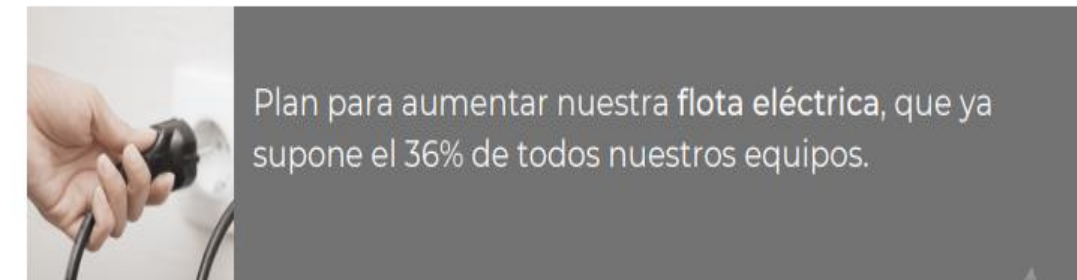 Plan para aumentar nuestra flota eléctrica, que ya
supone el 36% de todos nuestros equipos.